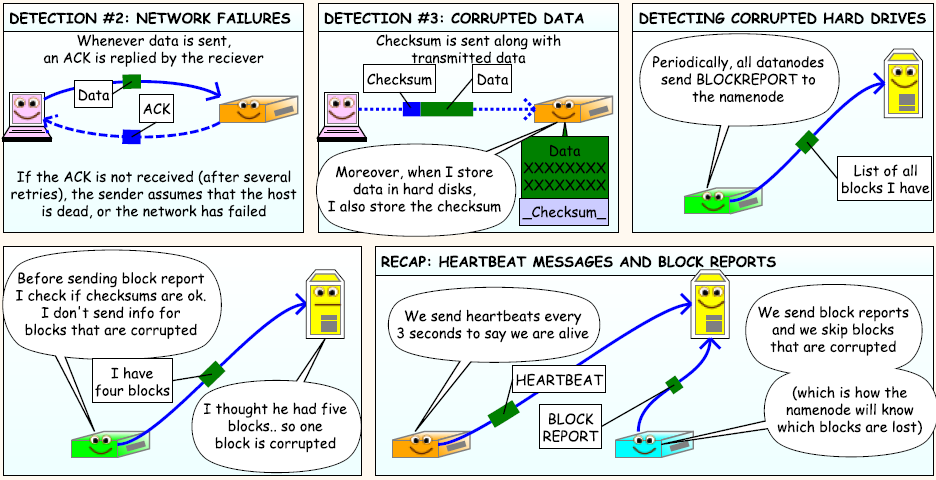 DETECTION #2: NETWORK FAILURES
Whenever data is sent,
an ACK is replied by the reciever
Data
ACK
If the ACK is not received (after several
retries), the sender assumes that the host
is dead, or the network has failed
DETECTION #3: CORRUPTED DATA
Checksum is sent along with
transmitted data
Checksum
Data
Moreover, when I store
data in hard disks,
I also store the checksum
Data
XXXXXXXX
XXXXXXXX
_Checksum_
DETECTING CORRUPTED HARD DRIVES
Periodically, all datanodes
send BLOCKREPORT to
the namenode
List of all
blocks I have
Before sending block report
I check if checksums are ok.
I don't send info for
blocks that are corrupted
I have
four blocks
I thought he had five
blocks.. so one
block is corrupted
RECAP: HEARTBEAT MESSAGES AND BLOCK REPORTS
We send heartbeats every
3 seconds to say we are alive
HEARTBEAT
BLOCK
REPORT
We send block reports
and we skip blocks
that are corrupted
(which is how the
namenode will know
which blocks are lost)